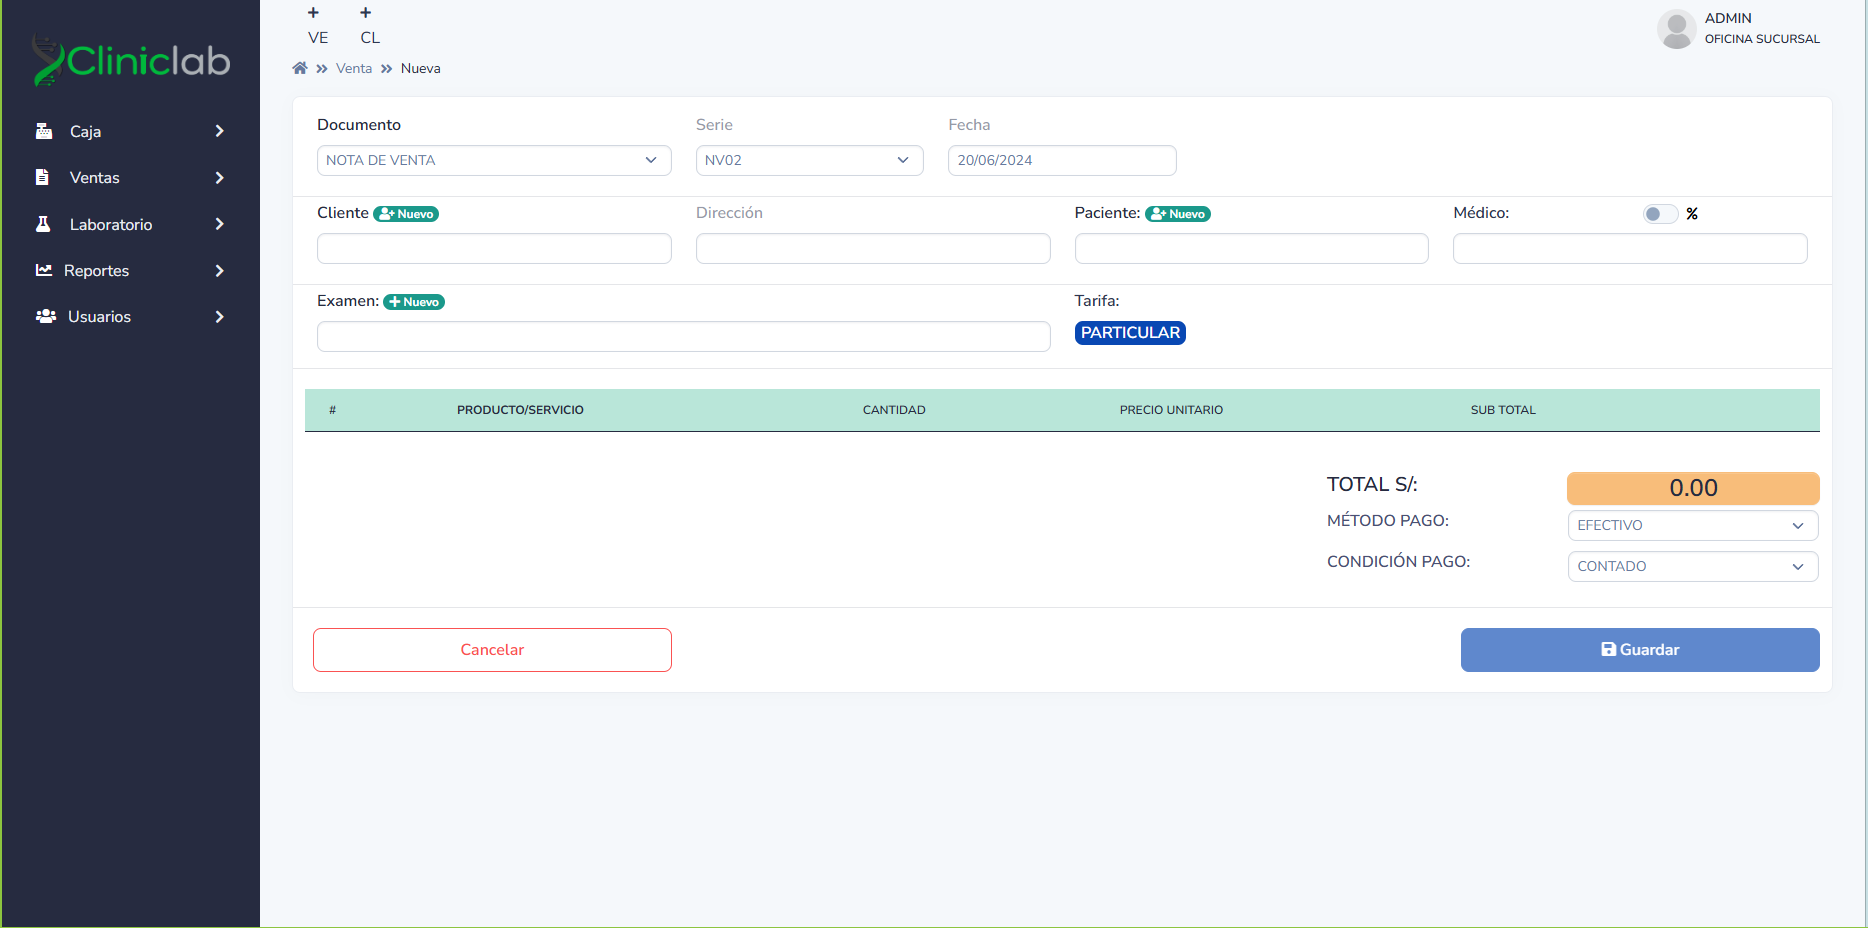 Cliniclab
Caja
Ventas
Laboratorio
Reportes
Usuarios
+ +
VE CL
Venta Nueva
ADMIN
OFICINA SUCURSAL
Documento Serie Fecha
NOTA DE VENTA NV02 20/06/2024
Cliente Nuevo Dirección Paciente: Nuevo Médico: %
Examen: + Nuevo Tarifa:
PARTICULAR
# PRODUCTO/SERVICIO CANTIDAD PRECIO UNITARIO SUB TOTAL
TOTAL S/: 0.00
MÉTODO PAGO: EFECTIVO
CONDICIÓN PAGO: CONTADO
Cancelar Guardar